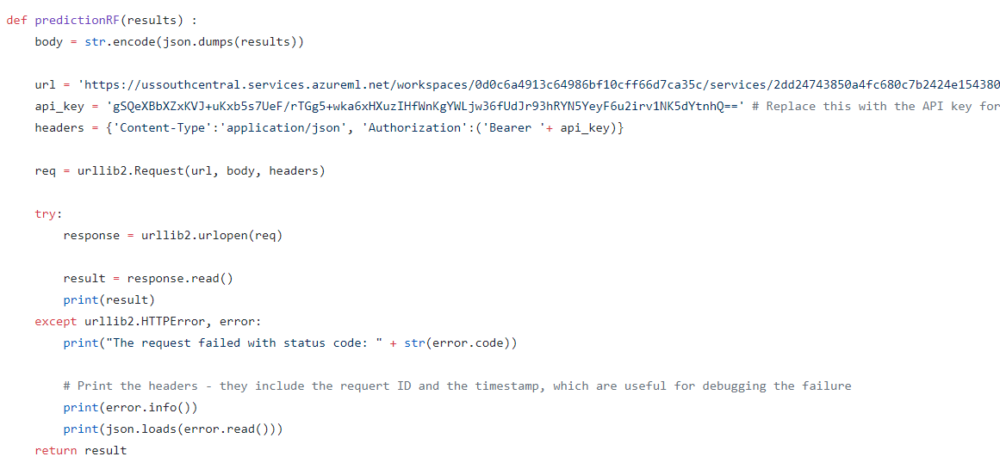 def predictionRF(results) :
    body = str.encode(json.dumps(results))

    url = 'https://ussouthcentral.services.azureml.net/workspaces/0d0c6a4913c64986bf10cff66d7ca35c/services/2dd24743850a4fc680c7b2424e154380
    api_key = 'gSQeXBbXZxKVJ+uKxb5s7UeF/rTGg5+wka6xHXuzIHfWnKgYWLjw36fUdJr93hRYN5YeyF6u2irv1NK5dYtnhQ==' # Replace this with the API key for
    headers = {'Content-Type':'application/json', 'Authorization':('Bearer '+ api_key)}

    req = urllib2.Request(url, body, headers)

    try:
        response = urllib2.urlopen(req)

        result = response.read()
        print(result)
    except urllib2.HTTPError, error:
        print("The request failed with status code: " + str(error.code))

        # Print the headers - they include the requert ID and the timestamp, which are useful for debugging the failure
        print(error.info())
        print(json.loads(error.read()))
    return result